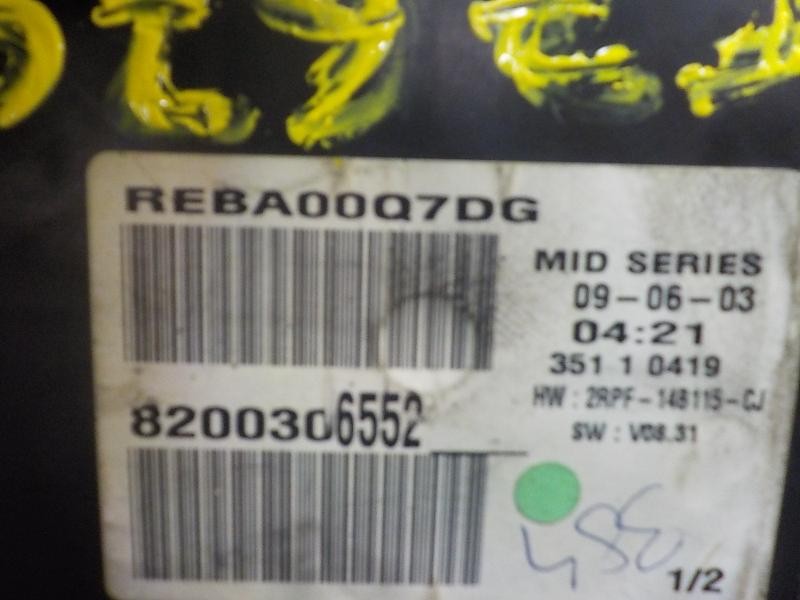 REBA00Q7DG
MID SERIES
09-06-03
04:21
351 1 0419
HW : 2RPF-14B115-CJ
SW : V08.31
8200306552
1/2